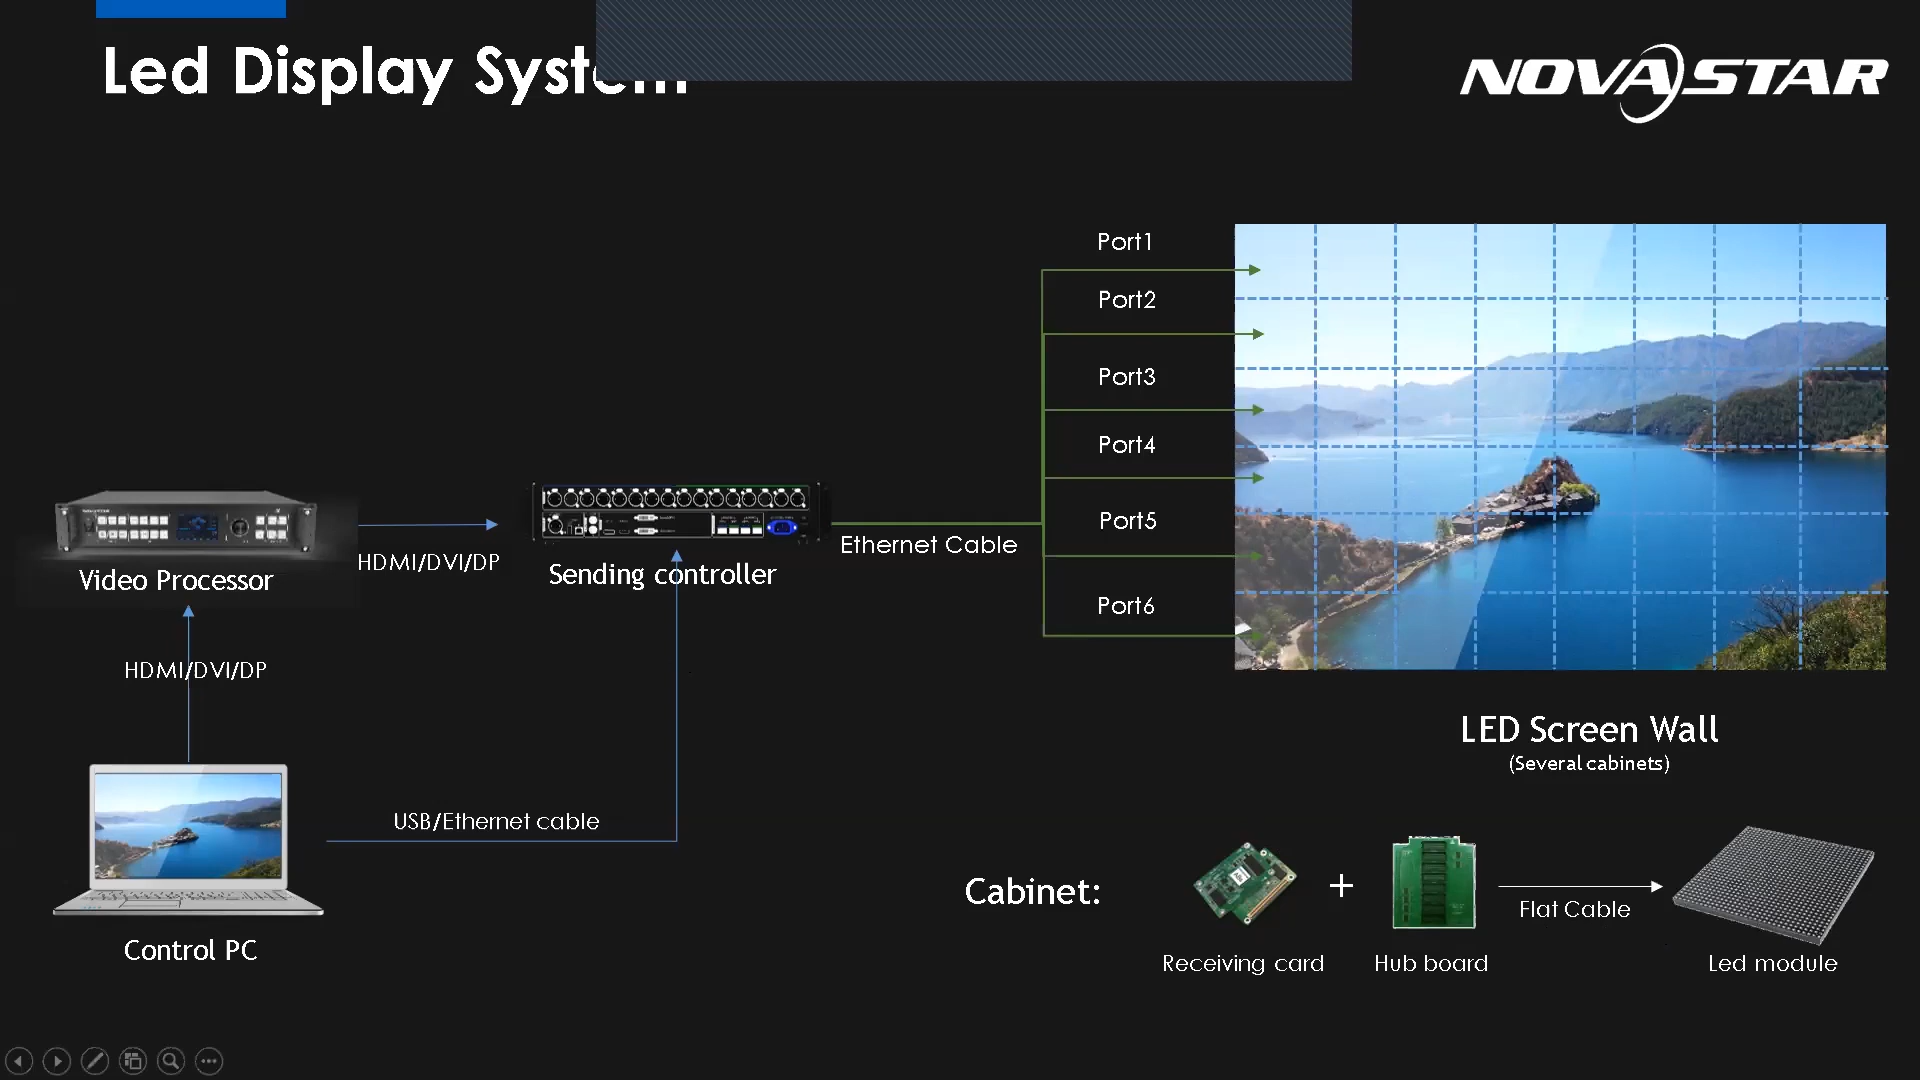 Led Display System
NOVASTAR
Port1
Port2
Port3
Port4
Port5
Port6
HDMI/DVI/DP
Ethernet Cable
Video Processor
Sending controller
HDMI/DVI/DP
LED Screen Wall
(Several cabinets)
USB/Ethernet cable
Cabinet:
+
Flat Cable
Control PC
Receiving card
Hub board
Led module